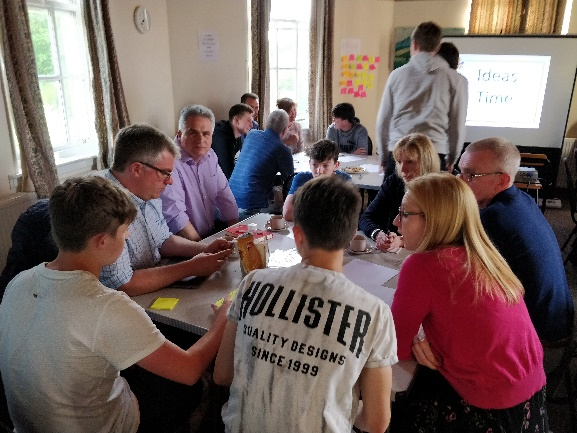 Ideas
Time
HOLLISTER
QUALITY DESIGNS
SINCE 1999